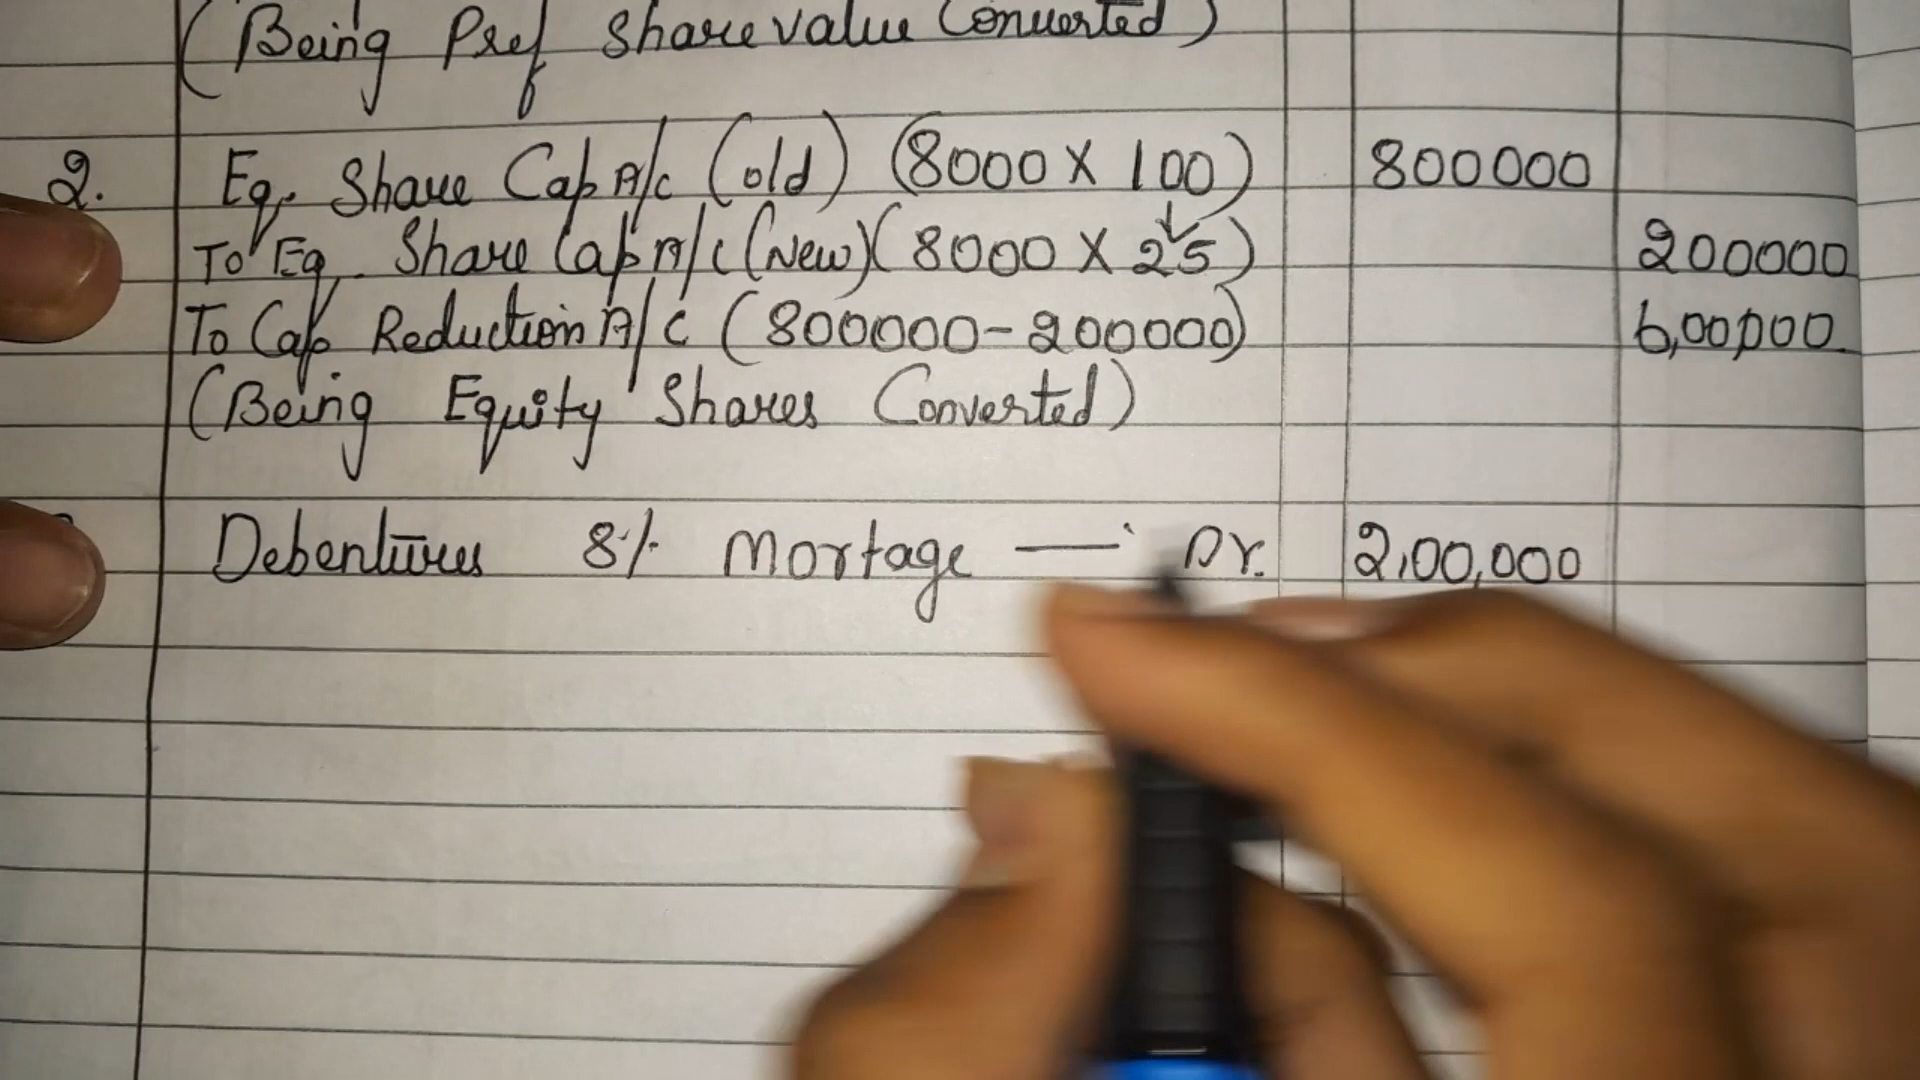 (Being Pref Share value Converted)
2. Eq. Share Cap A/c (old) (8000 X 100) 800000
To Eq. Share Cap A/c (New) (8000 X 25) 200000
To Cap Reduction A/c (800000-200000) 6,00,000
(Being Equity Shares Converted)
Debentures 8% Mortage — Dr. 2,00,000